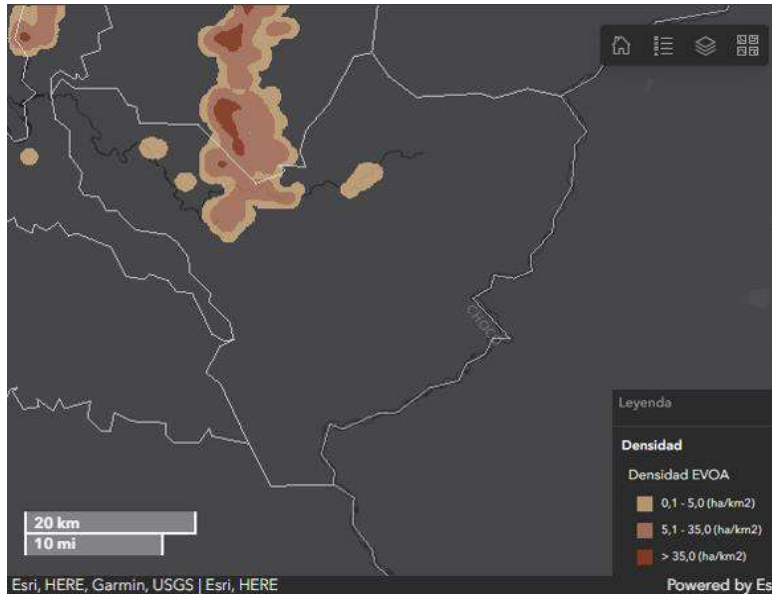 CHOCÓ
Leyenda
Densidad
Densidad EVOA
0,1 - 5,0 (ha/km2)
5,1 - 35,0 (ha/km2)
> 35,0 (ha/km2)
20 km
10 mi
Esri, HERE, Garmin, USGS | Esri, HERE
Powered by Es